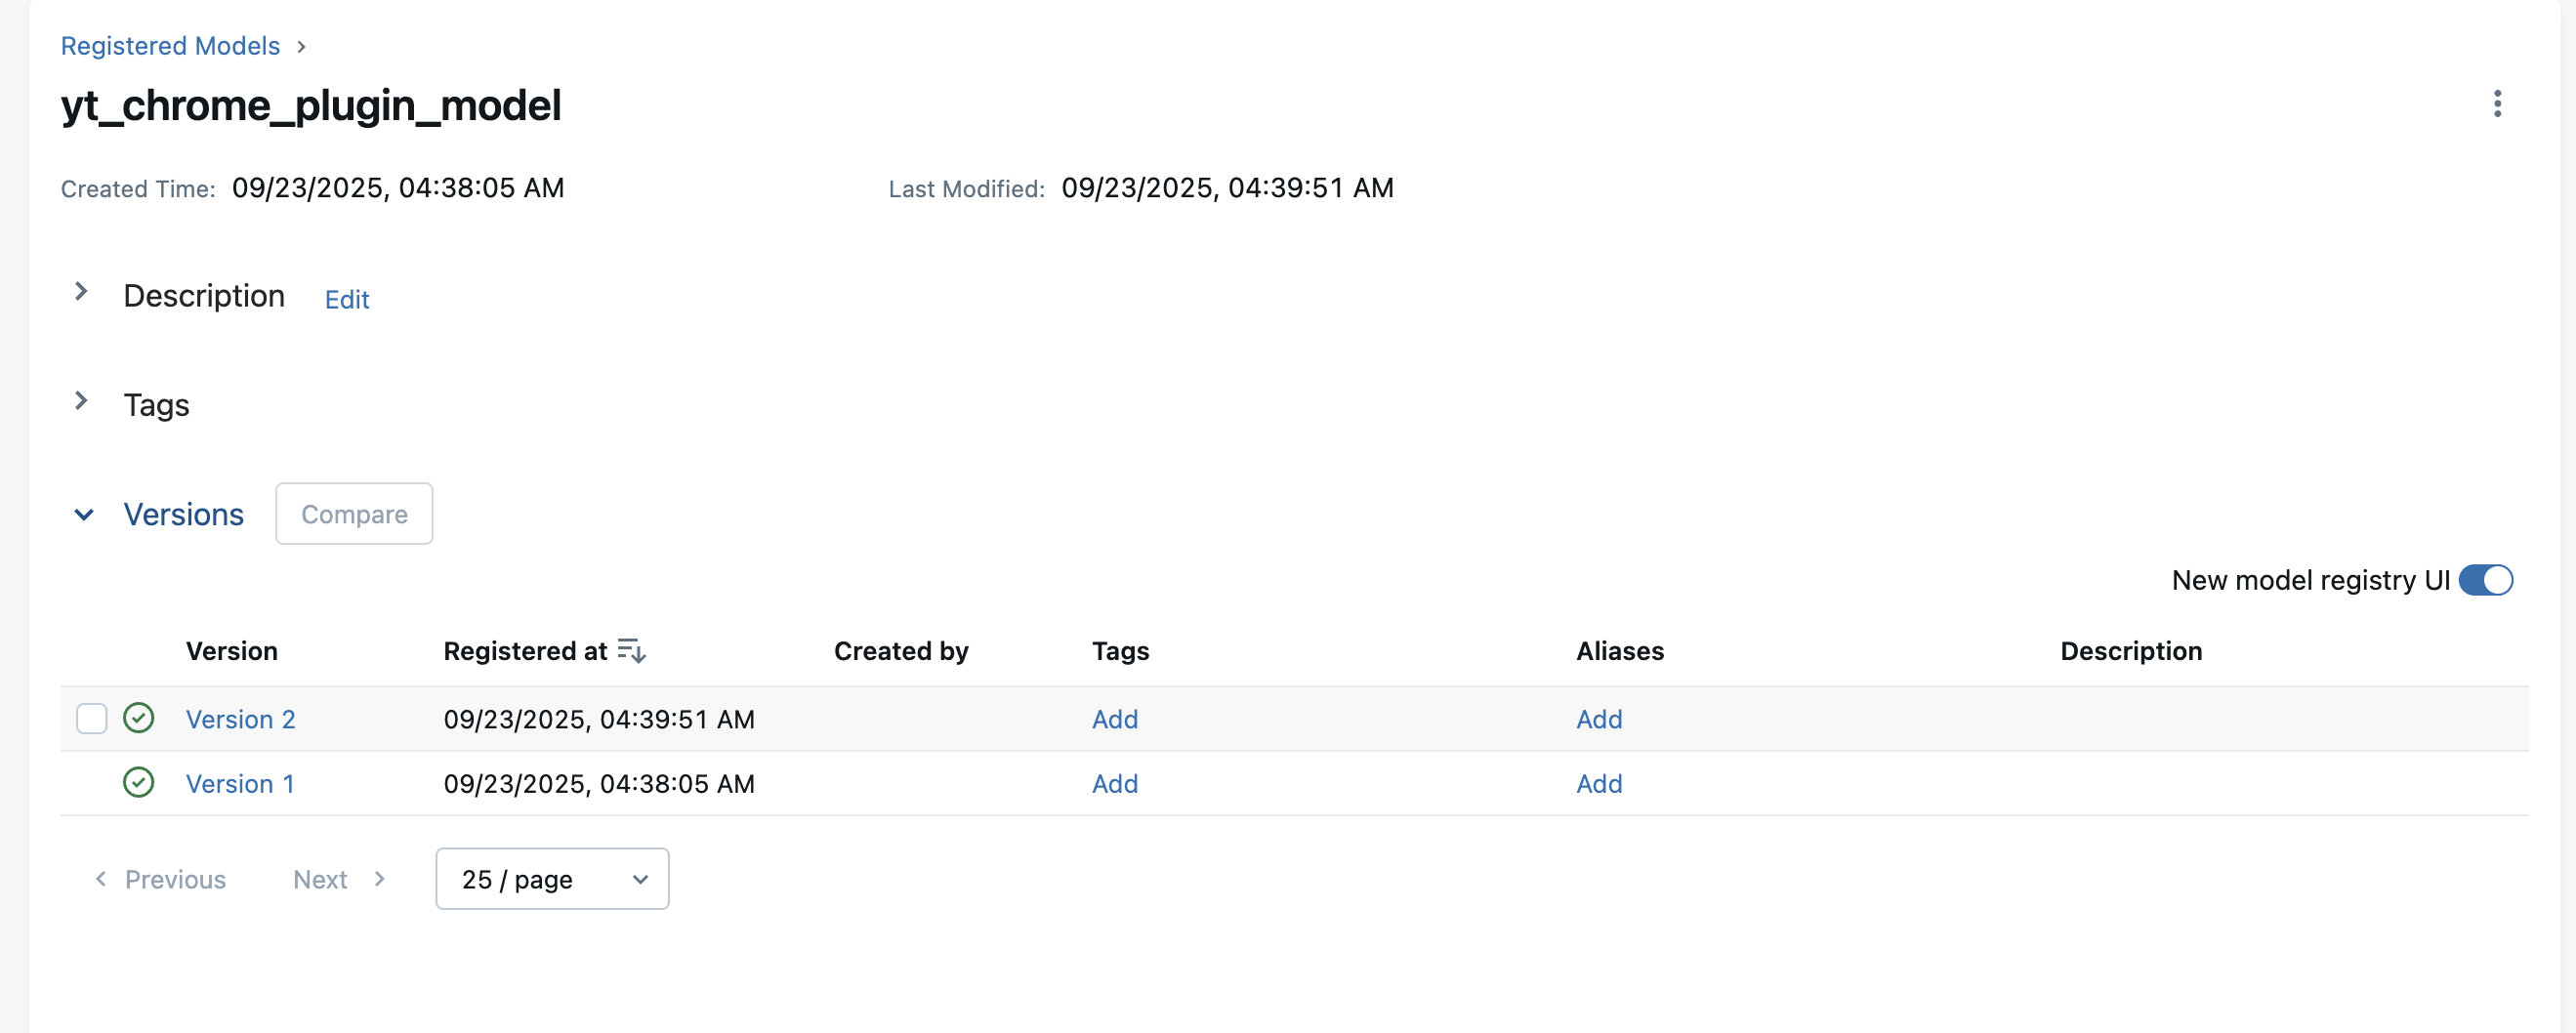 Registered Models
yt_chrome_plugin_model
Created Time: 09/23/2025, 04:38:05 AM Last Modified: 09/23/2025, 04:39:51 AM
Description Edit
Tags
Versions Compare
New model registry UI
Version Registered at Created by Tags Aliases Description
Version 2 09/23/2025, 04:39:51 AM Add Add
Version 1 09/23/2025, 04:38:05 AM Add Add
Previous Next 25 / page